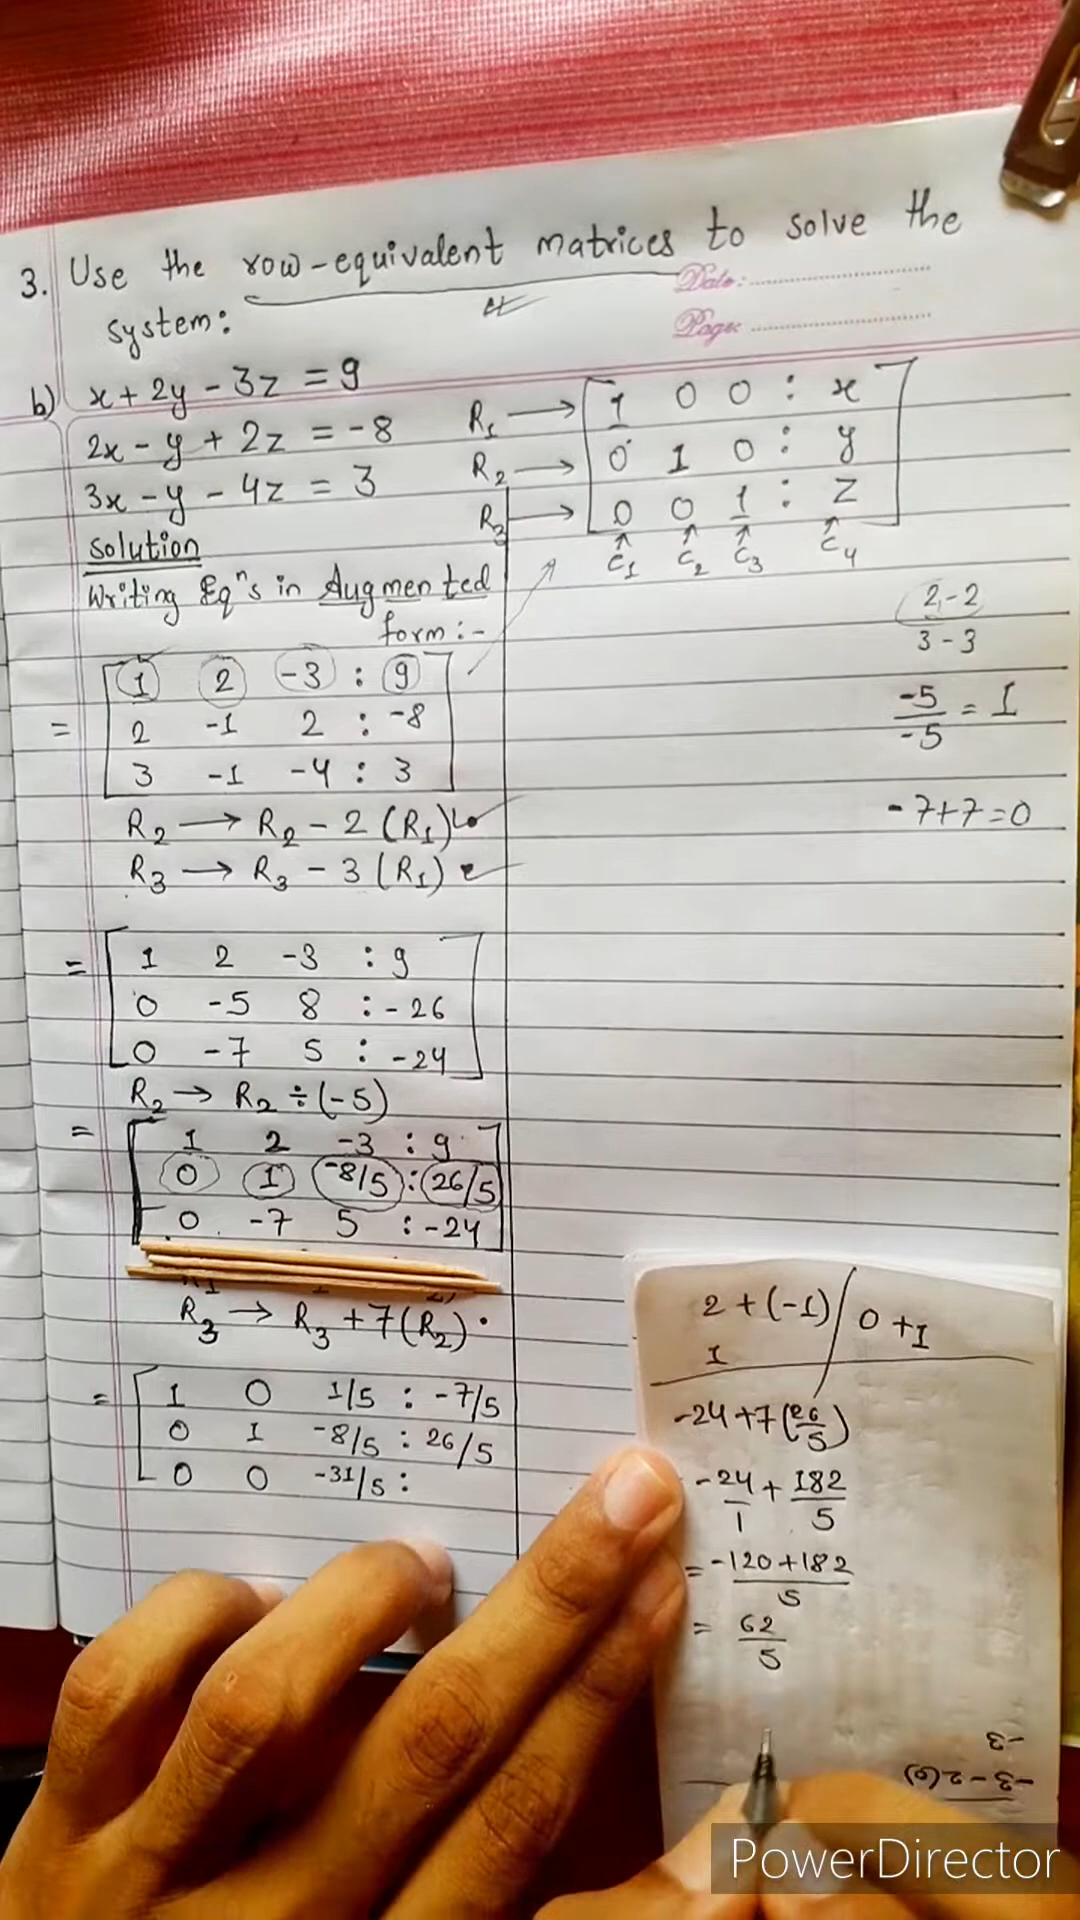 3. Use the row-equivalent matrices to solve the
system:
Date:
Page:
b) x + 2y - 3z = 9
2x - y + 2z = -8
3x - y - 4z = 3
R₁ → [ 1 0 0 : x ]
R₂ → [ 0 1 0 : y ]
R₃ → [ 0 0 1 : z ]
C₁ C₂ C₃ C₄
Solution
Writing Eqⁿ's in Augmented
form :-
1 2 -3 : 9
= 2 -1 2 : -8
3 -1 -4 : 3
R₂ → R₂ - 2 (R₁)
R₃ → R₃ - 3 (R₁)
= 1 2 -3 : 9
0 -5 8 : -26
0 -7 5 : -24
R₂ → R₂ ÷ (-5)
= 1 2 -3 : 9
0 1 -8/5 : 26/5
0 -7 5 : -24
R₃ → R₃ + 7(R₂)
= 1 0 1/5 : -7/5
0 1 -8/5 : 26/5
0 0 -31/5 :
2 - 2
3 - 3
-5/-5 = 1
-7+7=0
2 + (-1) / 0 + 1
1
-24 + 7 (26/5)
-24/1 + 182/5
= -120 + 182/5
= 62/5
-3 - 2(0)
-3
PowerDirector